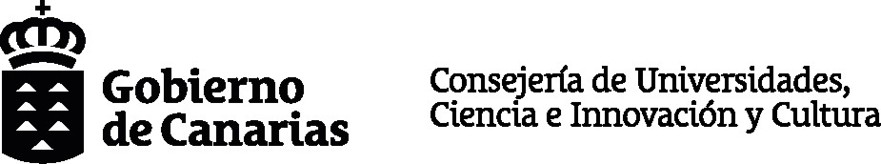 Gobierno
de Canarias
Consejería de Universidades,
Ciencia e Innovación y Cultura